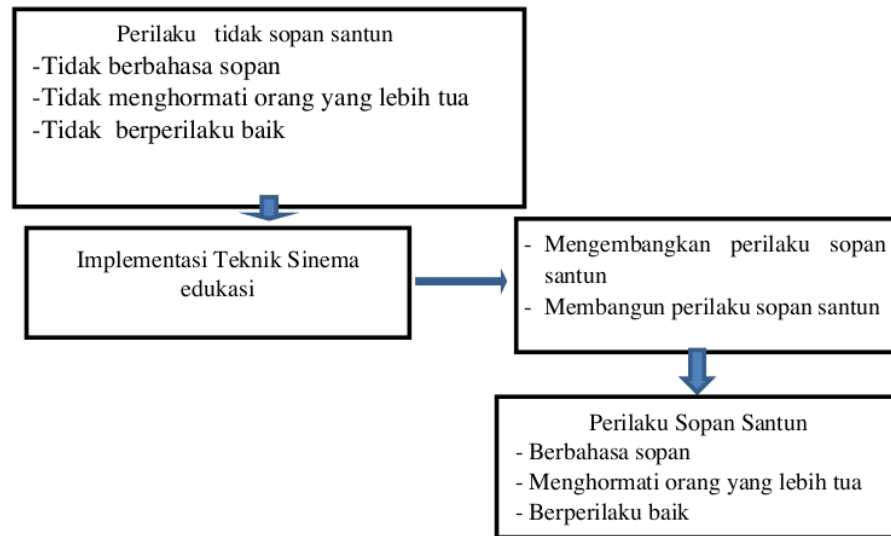 Perilaku tidak sopan santun
-Tidak berbahasa sopan
-Tidak menghormati orang yang lebih tua
-Tidak berperilaku baik
Implementasi Teknik Sinema
edukasi
- Mengembangkan perilaku sopan
santun
- Membangun perilaku sopan santun
Perilaku Sopan Santun
- Berbahasa sopan
- Menghormati orang yang lebih tua
- Berperilaku baik